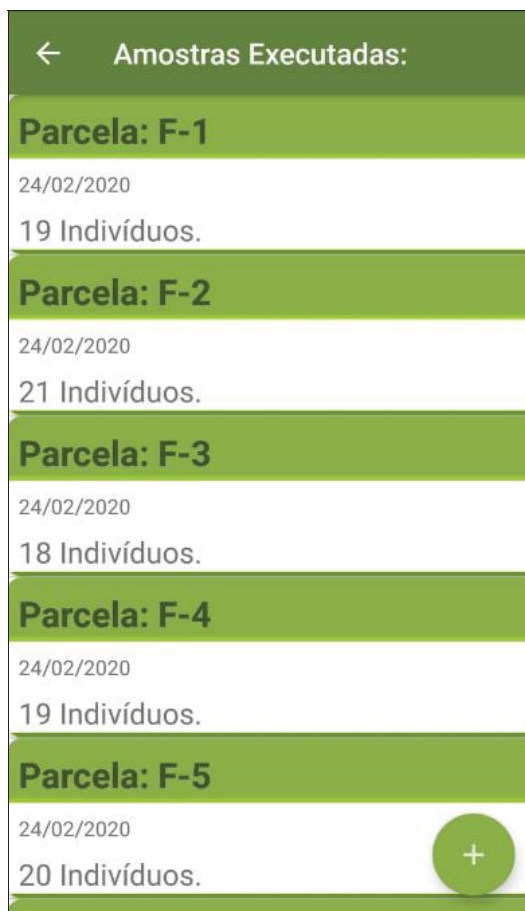 Amostras Executadas:
Parcela: F-1
24/02/2020
19 Indivíduos.
Parcela: F-2
24/02/2020
21 Indivíduos.
Parcela: F-3
24/02/2020
18 Indivíduos.
Parcela: F-4
24/02/2020
19 Indivíduos.
Parcela: F-5
24/02/2020
20 Indivíduos.